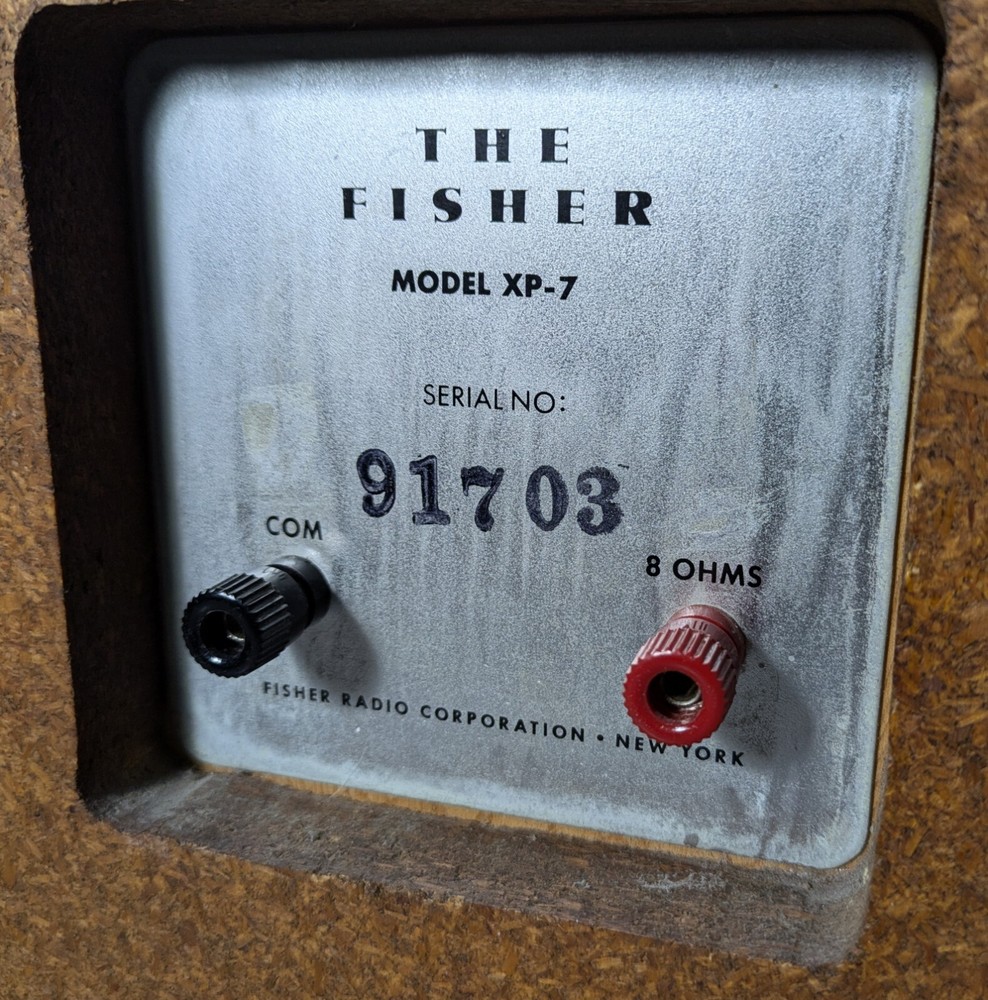 THE
FISHER
MODEL XP-7
SERIAL NO:
91703
COM
8 OHMS
FISHER RADIO CORPORATION • NEW YORK